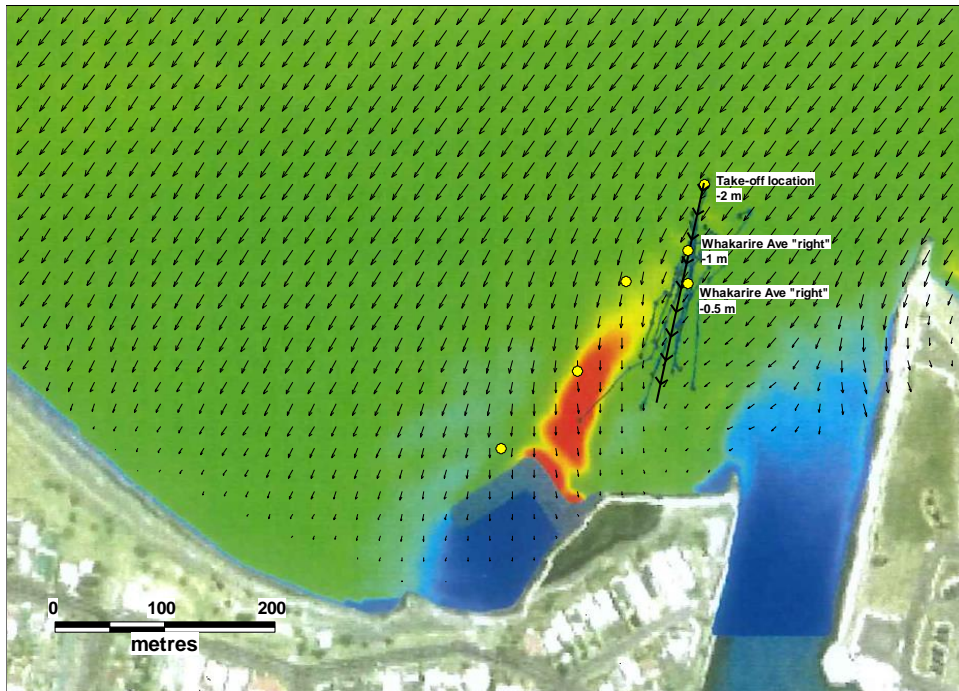 Take-off location
-2 m
Whakarire Ave "right"
-1 m
Whakarire Ave "right"
-0.5 m
0 100 200
metres